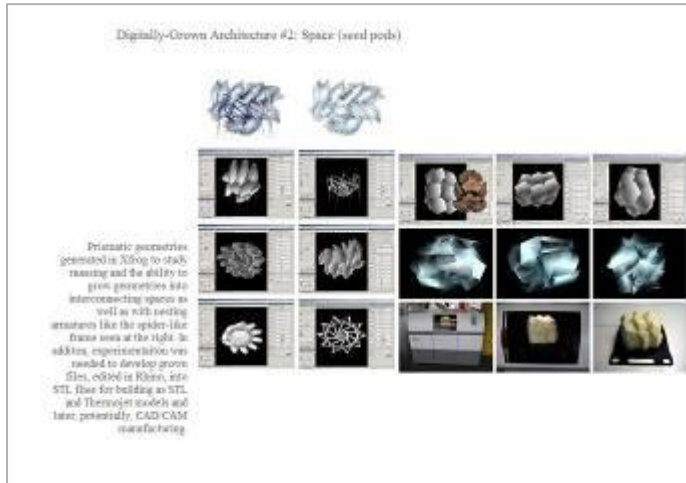 Digitally-Grown Architecture #2: Space (seed pods)
Prismatic geometries
generated in Xfrog to study
massing and the ability to
grow geometries into
interconnecting spaces as
well as with nesting
armatures like the spider-like
frame seen at the right. In
addition, experimentation was
needed to develop grown
files, edited in Rhino, into
STL files for building as STL
and Thermojet models and
later, potentially, CAD/CAM
manufacturing.